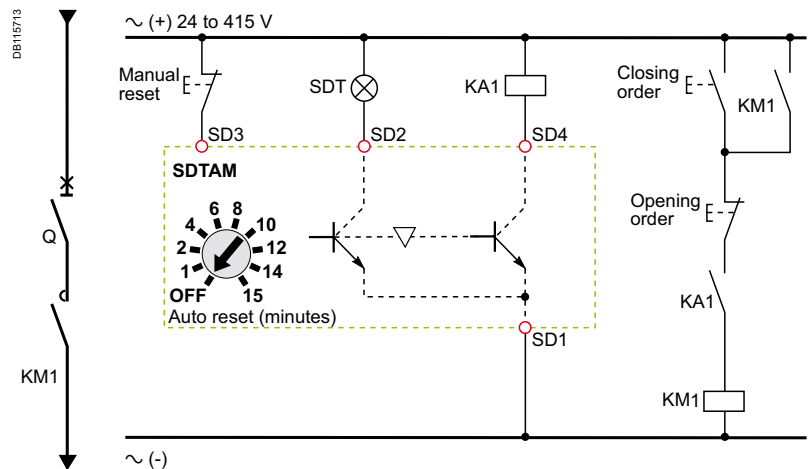 DB115713
∼ (+) 24 to 415 V
Manual
reset
SDT
KA1
Closing
order
KM1
SD3
SD2
SD4
SDTAM
Opening
order
6 8
4 10
2 12
1 14
OFF 15
Auto reset (minutes)
Q
KA1
SD1
KM1
KM1
∼ (-)